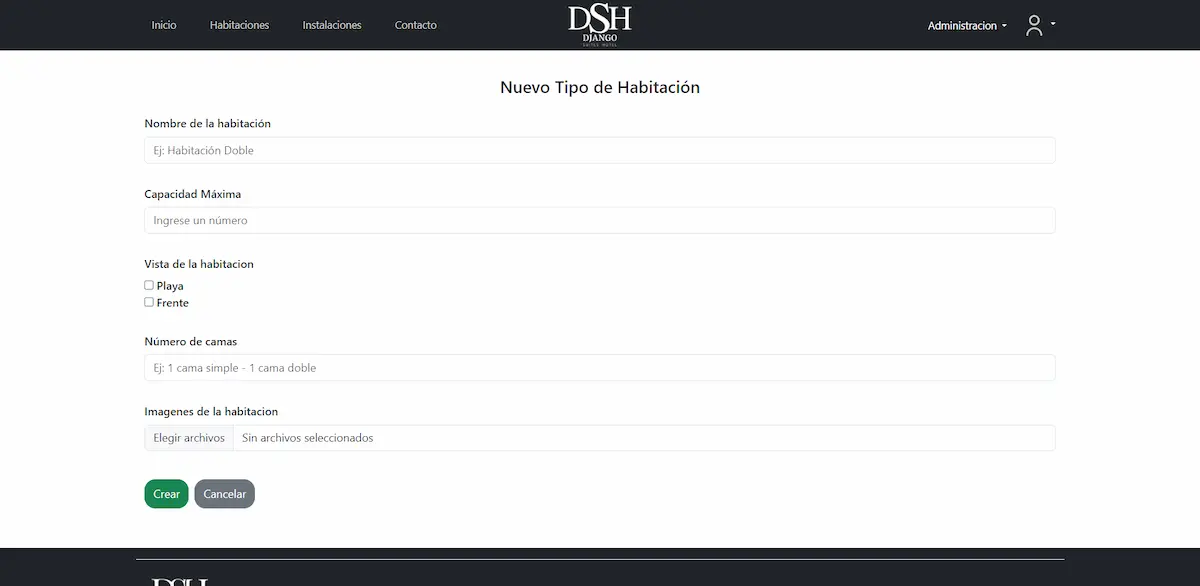 Inicio
Habitaciones
Instalaciones
Contacto
DSH
DJANGO
SUITES HOTEL
Administracion
Nuevo Tipo de Habitación
Nombre de la habitación
Ej: Habitación Doble
Capacidad Máxima
Ingrese un número
Vista de la habitacion
Playa
Frente
Número de camas
Ej: 1 cama simple - 1 cama doble
Imagenes de la habitacion
Elegir archivos Sin archivos seleccionados
Crear Cancelar
DSH